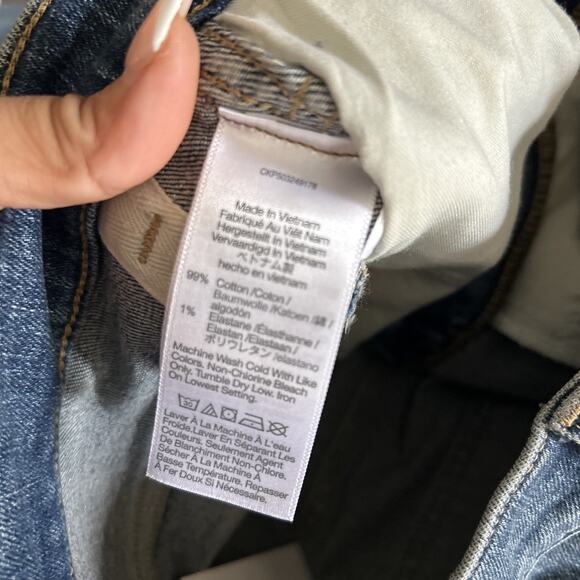 CKP503249178
Made In Vietnam
Fabriqué Au Viêt Nam
Hergestellt In Vietnam
Vervaardigd In Vietnam
ベトナム製
hecho en vietnam
99% Cotton /Coton /
Baumwolle /Katoen / 綿 /
algodón
1% Elastane /Élasthanne /
Elastan /Elastaan /
ポリウレタン / elastano
Machine Wash Cold With Like
Colors. Non-Chlorine Bleach
Only. Tumble Dry Low. Iron
On Lowest Setting.
Laver À La Machine À L'eau
Froide.Laver En Séparant Les
Couleurs. Seulement Agent
De Blanchiment Non-Chlore.
Sécher À La Machine À
Basse Température. Repasser
À Fer Doux Si Nécessaire.